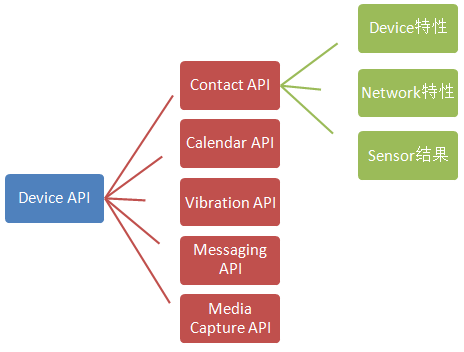 Device特性
Contact API
Network特性
Calendar API
Sensor结果
Device API
Vibration API
Messaging
API
Media
Capture API